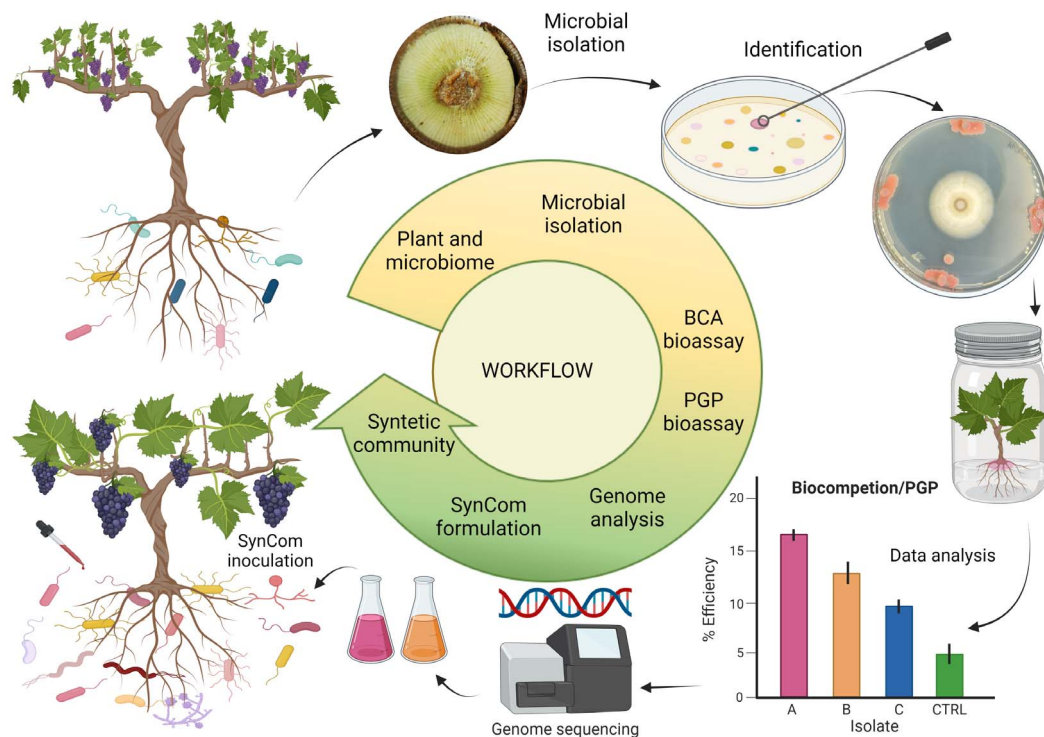 Microbial
isolation
Identification
Microbial
isolation
Plant and
microbiome
BCA
bioassay
WORKFLOW
PGP
bioassay
Syntetic
community
Genome
analysis
SynCom
formulation
SynCom
inoculation
Genome sequencing
Biocompetion/PGP
Data analysis
% Efficiency
20
15
10
5
0
A B C CTRL
Isolate